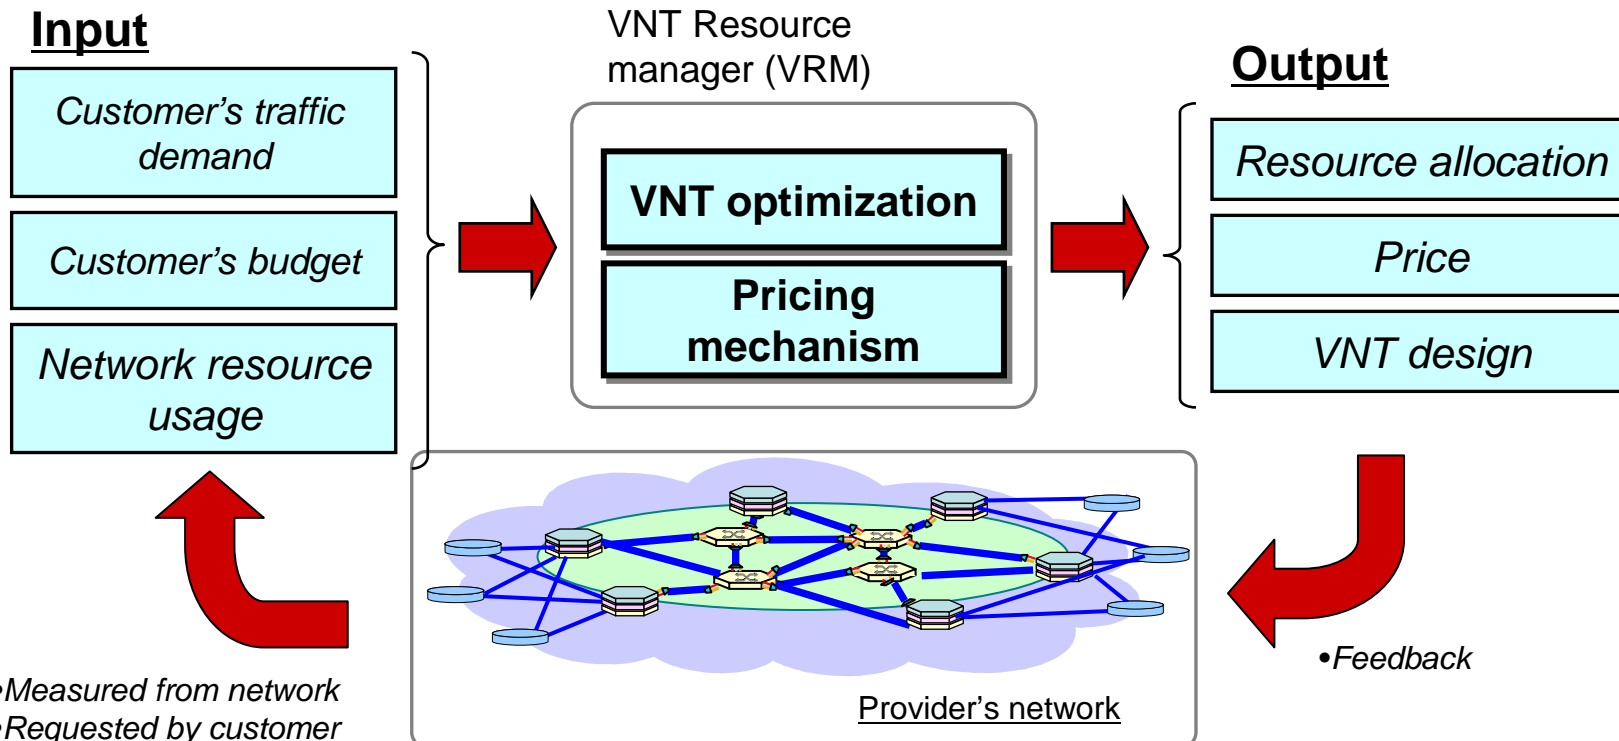 Input
Customer’s traffic
demand
Customer’s budget
Network resource
usage
VNT Resource
manager (VRM)
VNT optimization
Pricing
mechanism
Output
Resource allocation
Price
VNT design
•Feedback
Provider’s network
•Measured from network
•Requested by customer